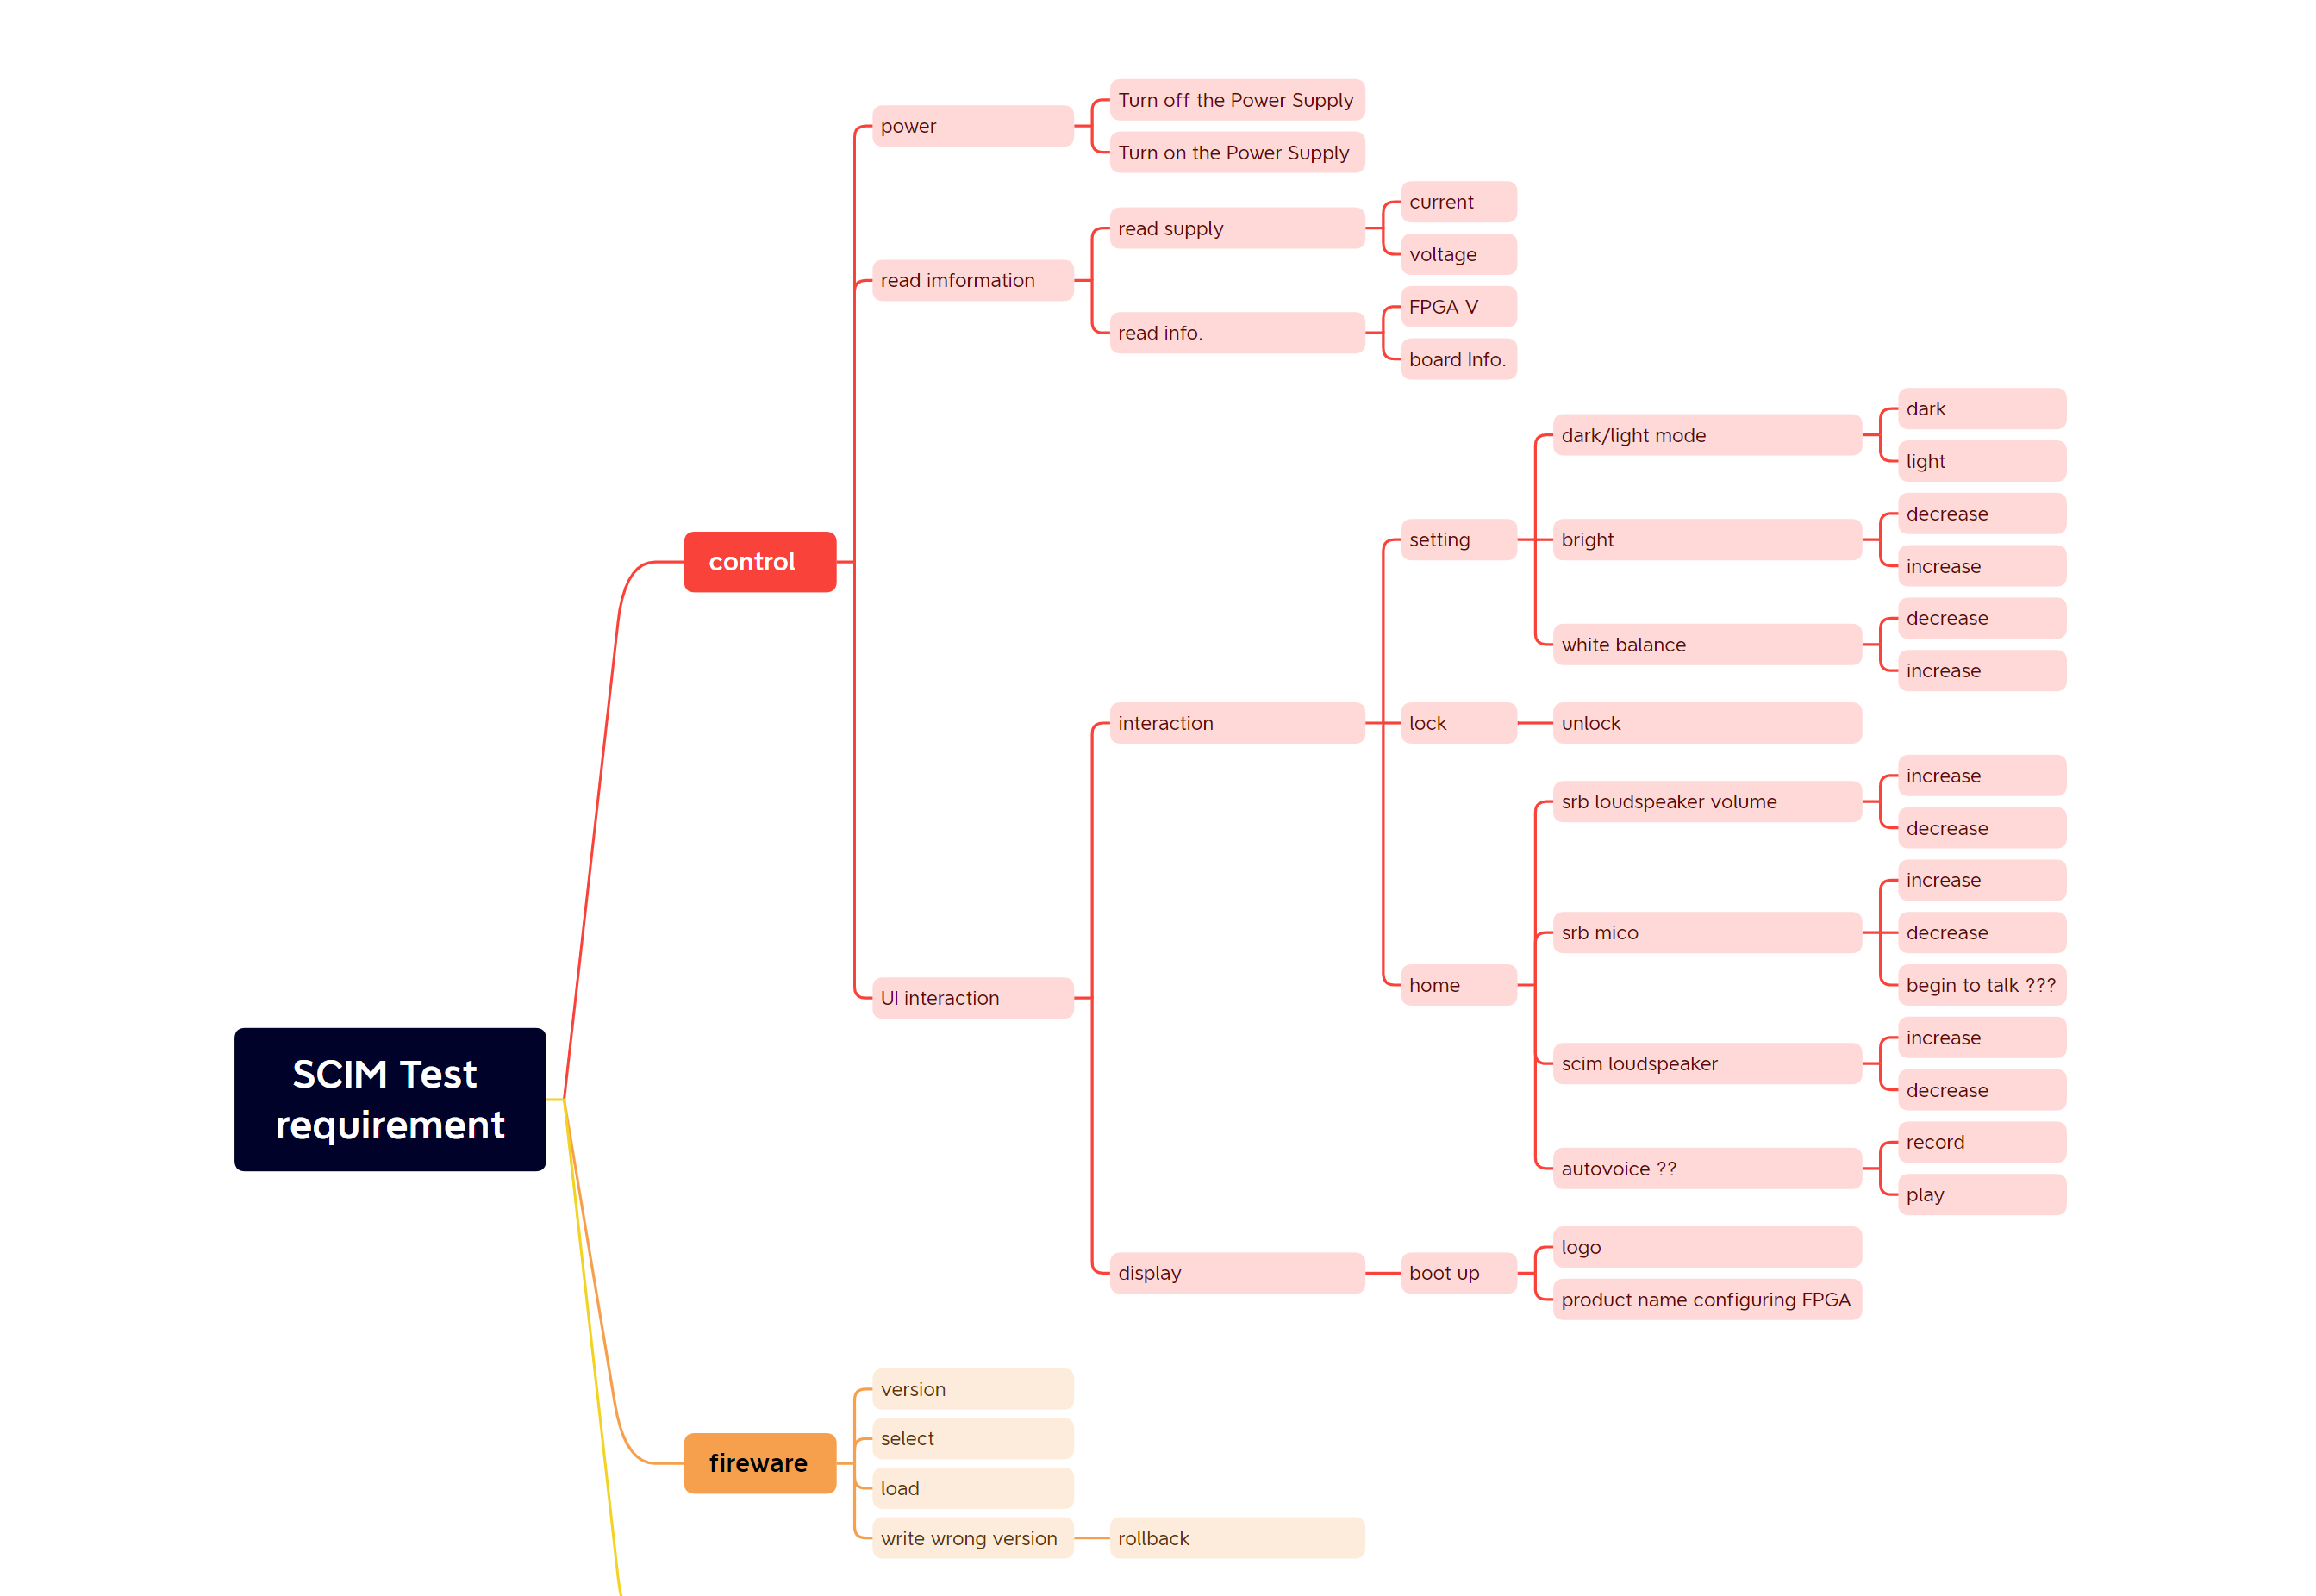 SCIM Test
requirement
control
power
Turn off the Power Supply
Turn on the Power Supply
read imformation
read supply
current
voltage
read info.
FPGA V
board Info.
UI interaction
interaction
setting
dark/light mode
dark
light
bright
decrease
increase
white balance
decrease
increase
lock
unlock
home
srb loudspeaker volume
increase
decrease
srb mico
increase
decrease
begin to talk ???
scim loudspeaker
increase
decrease
autovoice ??
record
play
display
boot up
logo
product name configuring FPGA
fireware
version
select
load
write wrong version
rollback